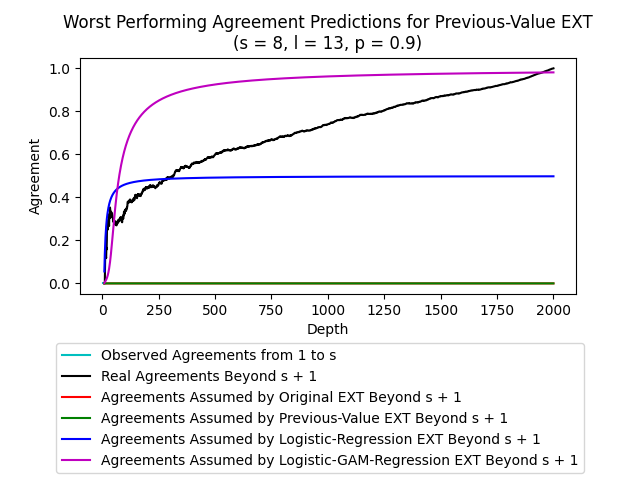 Worst Performing Agreement Predictions for Previous-Value EXT
(s = 8, l = 13, p = 0.9)
1.0
0.8
0.6
0.4
0.2
0.0
Agreement
0 250 500 750 1000 1250 1500 1750 2000
Depth
Observed Agreements from 1 to s
Real Agreements Beyond s + 1
Agreements Assumed by Original EXT Beyond s + 1
Agreements Assumed by Previous-Value EXT Beyond s + 1
Agreements Assumed by Logistic-Regression EXT Beyond s + 1
Agreements Assumed by Logistic-GAM-Regression EXT Beyond s + 1